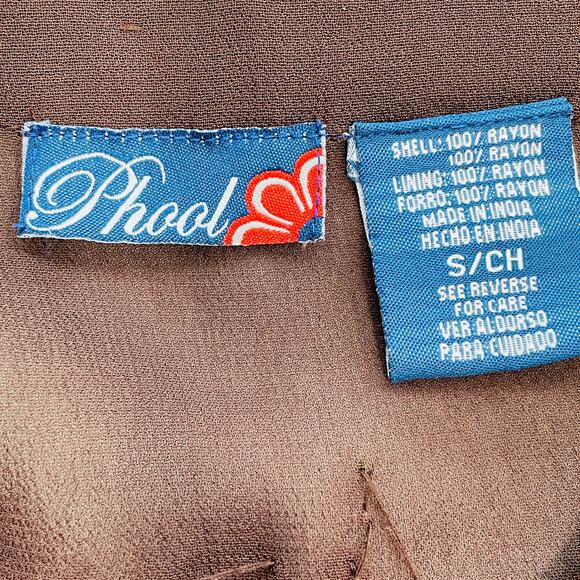 Phool
SHELL: 100% RAYON
100% RAYON
LINING: 100% RAYON
FORRO: 100% RAYON
MADE IN INDIA
HECHO EN INDIA
S/CH
SEE REVERSE
FOR CARE
VER ALDORSO
PARA CUIDADO